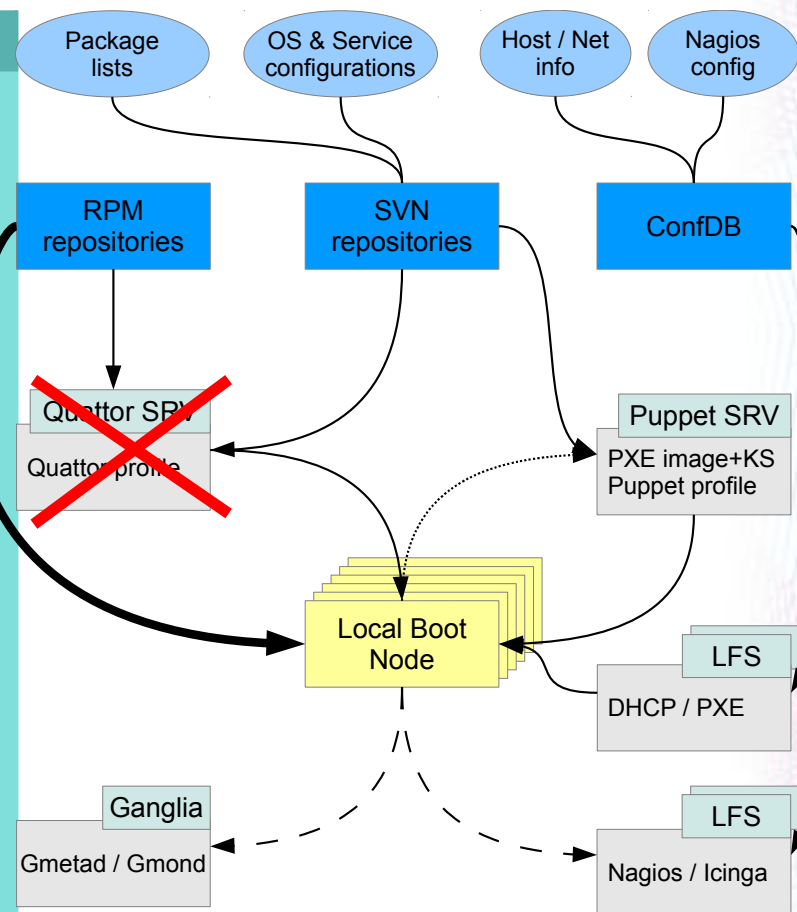 Package
lists
OS & Service
configurations
Host / Net
info
Nagios
config
RPM
repositories
SVN
repositories
ConfDB
Quattor SRV
Quattor profile
Puppet SRV
PXE image+KS
Puppet profile
Local Boot
Node
LFS
DHCP / PXE
Ganglia
Gmetad / Gmond
LFS
Nagios / Icinga